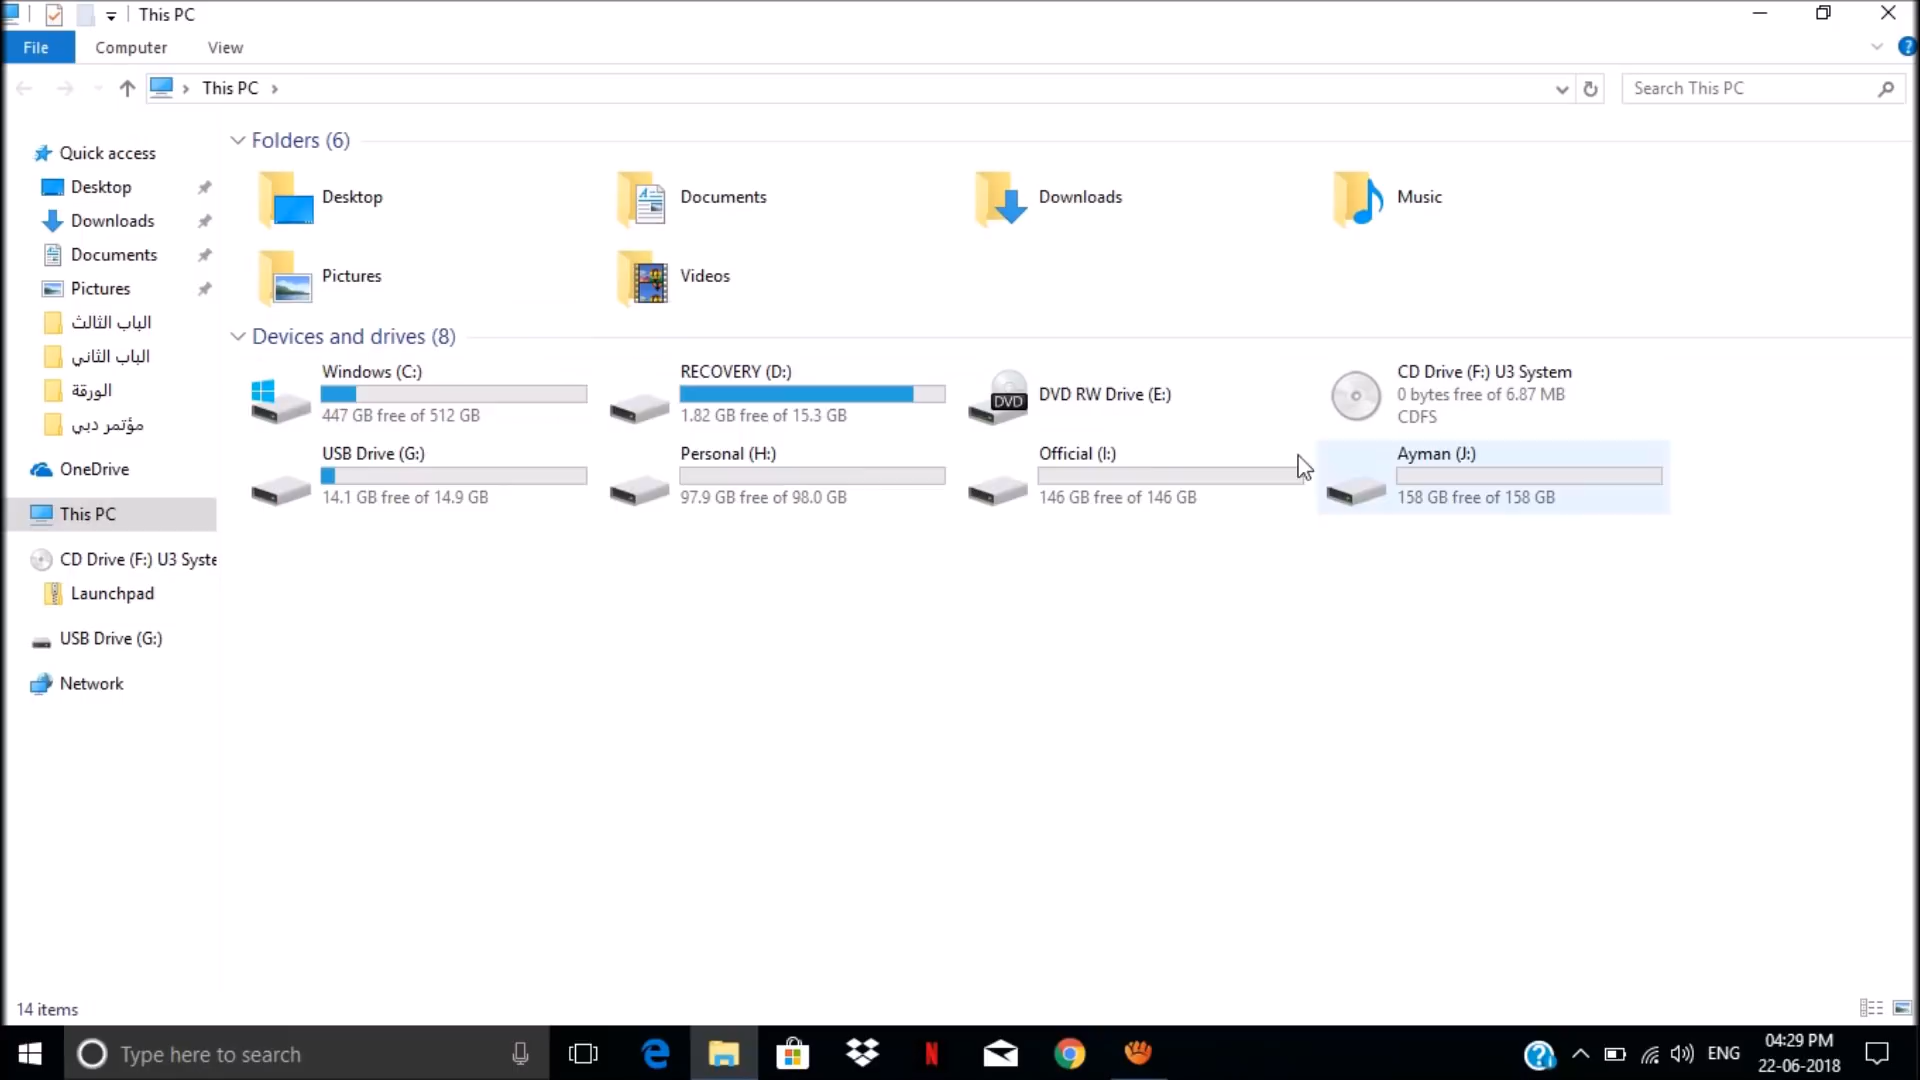 This PC
File Computer View
This PC
Search This PC
Quick access
Desktop
Downloads
Documents
Pictures
الباب الثالث
الباب الثاني
الورقة
مؤتمر دبي
OneDrive
This PC
CD Drive (F:) U3 Syste
Launchpad
USB Drive (G:)
Network
Folders (6)
Desktop
Documents
Downloads
Music
Pictures
Videos
Devices and drives (8)
Windows (C:)
447 GB free of 512 GB
RECOVERY (D:)
1.82 GB free of 15.3 GB
DVD
DVD RW Drive (E:)
CD Drive (F:) U3 System
0 bytes free of 6.87 MB
CDFS
USB Drive (G:)
14.1 GB free of 14.9 GB
Personal (H:)
97.9 GB free of 98.0 GB
Official (I:)
146 GB free of 146 GB
Ayman (J:)
158 GB free of 158 GB
14 items
Type here to search
ENG
04:29 PM
22-06-2018